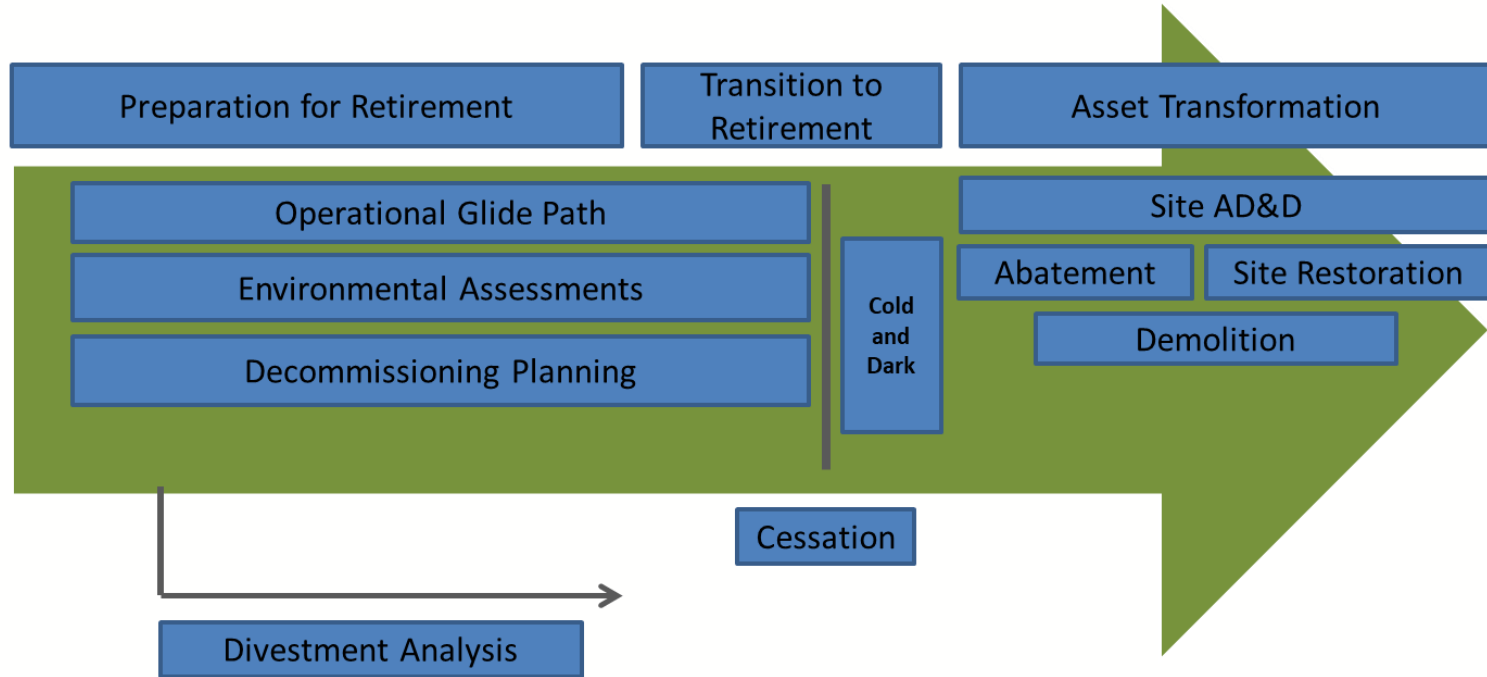 Preparation for Retirement
Transition to
Retirement
Asset Transformation
Operational Glide Path
Environmental Assessments
Decommissioning Planning
Cold
and
Dark
Site AD&D
Abatement
Site Restoration
Demolition
Cessation
Divestment Analysis